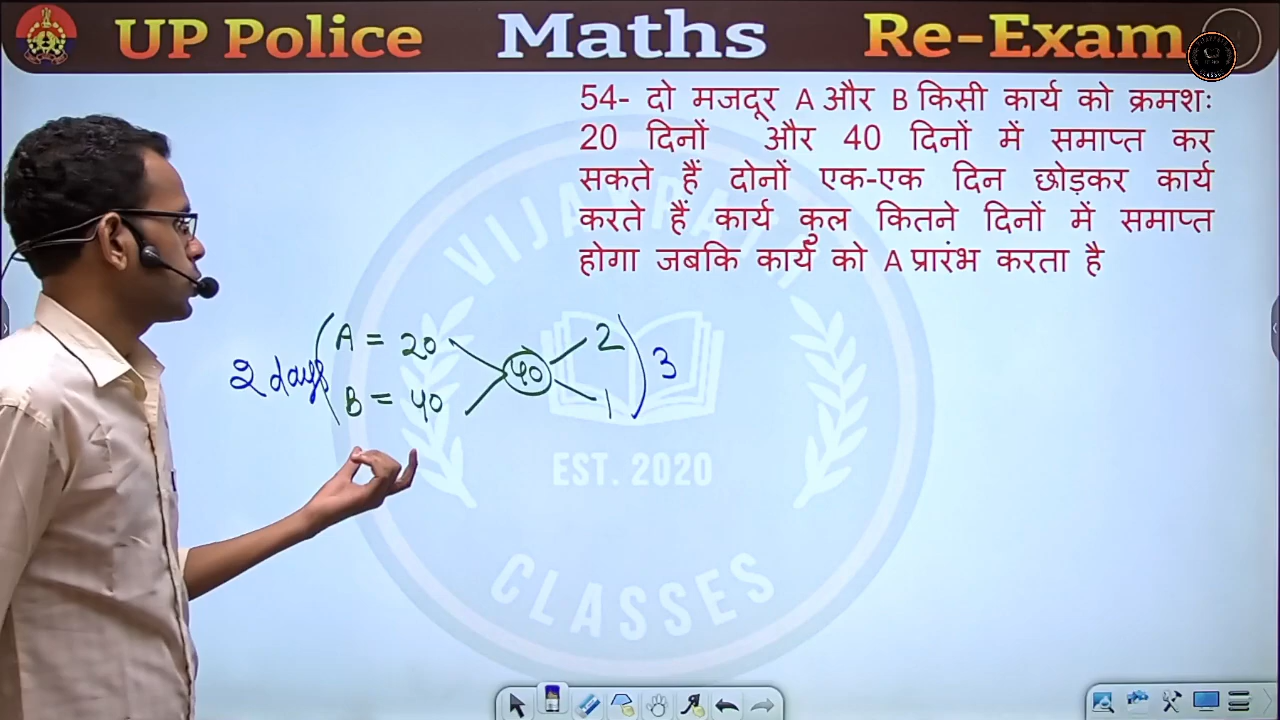 UP Police Maths Re-Exam
54- दो मजदूर A और B किसी कार्य को क्रमशः
20 दिनों और 40 दिनों में समाप्त कर
सकते हैं दोनों एक-एक दिन छोड़कर कार्य
करते हैं कार्य कुल कितने दिनों में समाप्त
होगा जबकि कार्य को A प्रारंभ करता है
A = 20 40 2
2 days 3
B = 40 1
EST. 2020
CLASSES